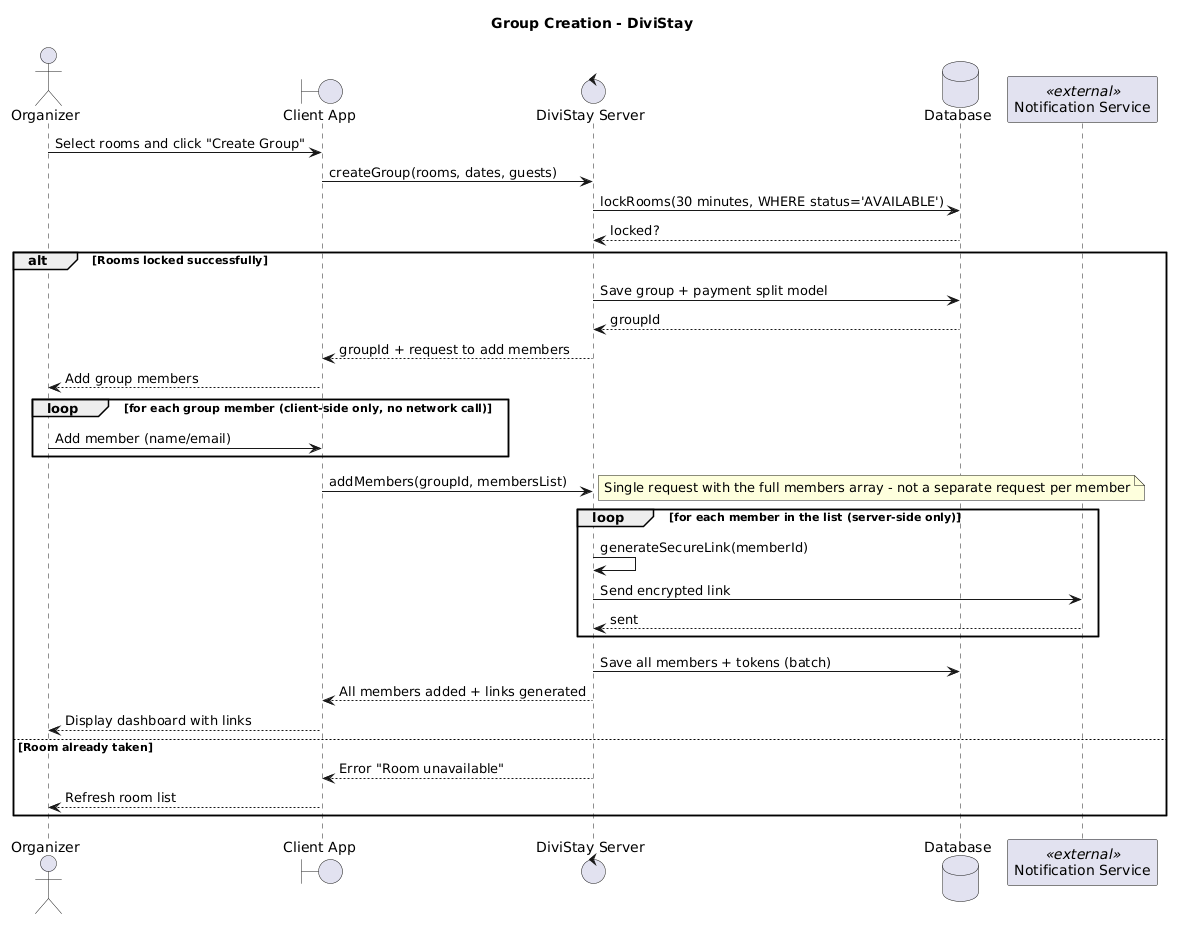 Group Creation - DiviStay
Organizer
Client App
DiviStay Server
Database
«external»
Notification Service
Select rooms and click "Create Group"
createGroup(rooms, dates, guests)
lockRooms(30 minutes, WHERE status='AVAILABLE')
locked?
alt [Rooms locked successfully]
Save group + payment split model
groupId
groupId + request to add members
Add group members
loop [for each group member (client-side only, no network call)]
Add member (name/email)
addMembers(groupId, membersList)
Single request with the full members array - not a separate request per member
loop [for each member in the list (server-side only)]
generateSecureLink(memberId)
Send encrypted link
sent
Save all members + tokens (batch)
All members added + links generated
Display dashboard with links
[Room already taken]
Error "Room unavailable"
Refresh room list
Organizer
Client App
DiviStay Server
Database
«external»
Notification Service